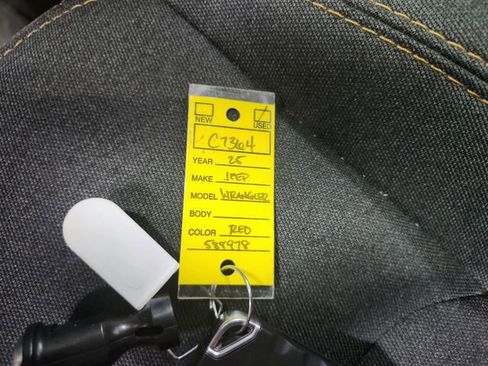 NEW USED
C7364
YEAR 25
MAKE JEEP
MODEL WRANGLER
BODY
COLOR RED
588978